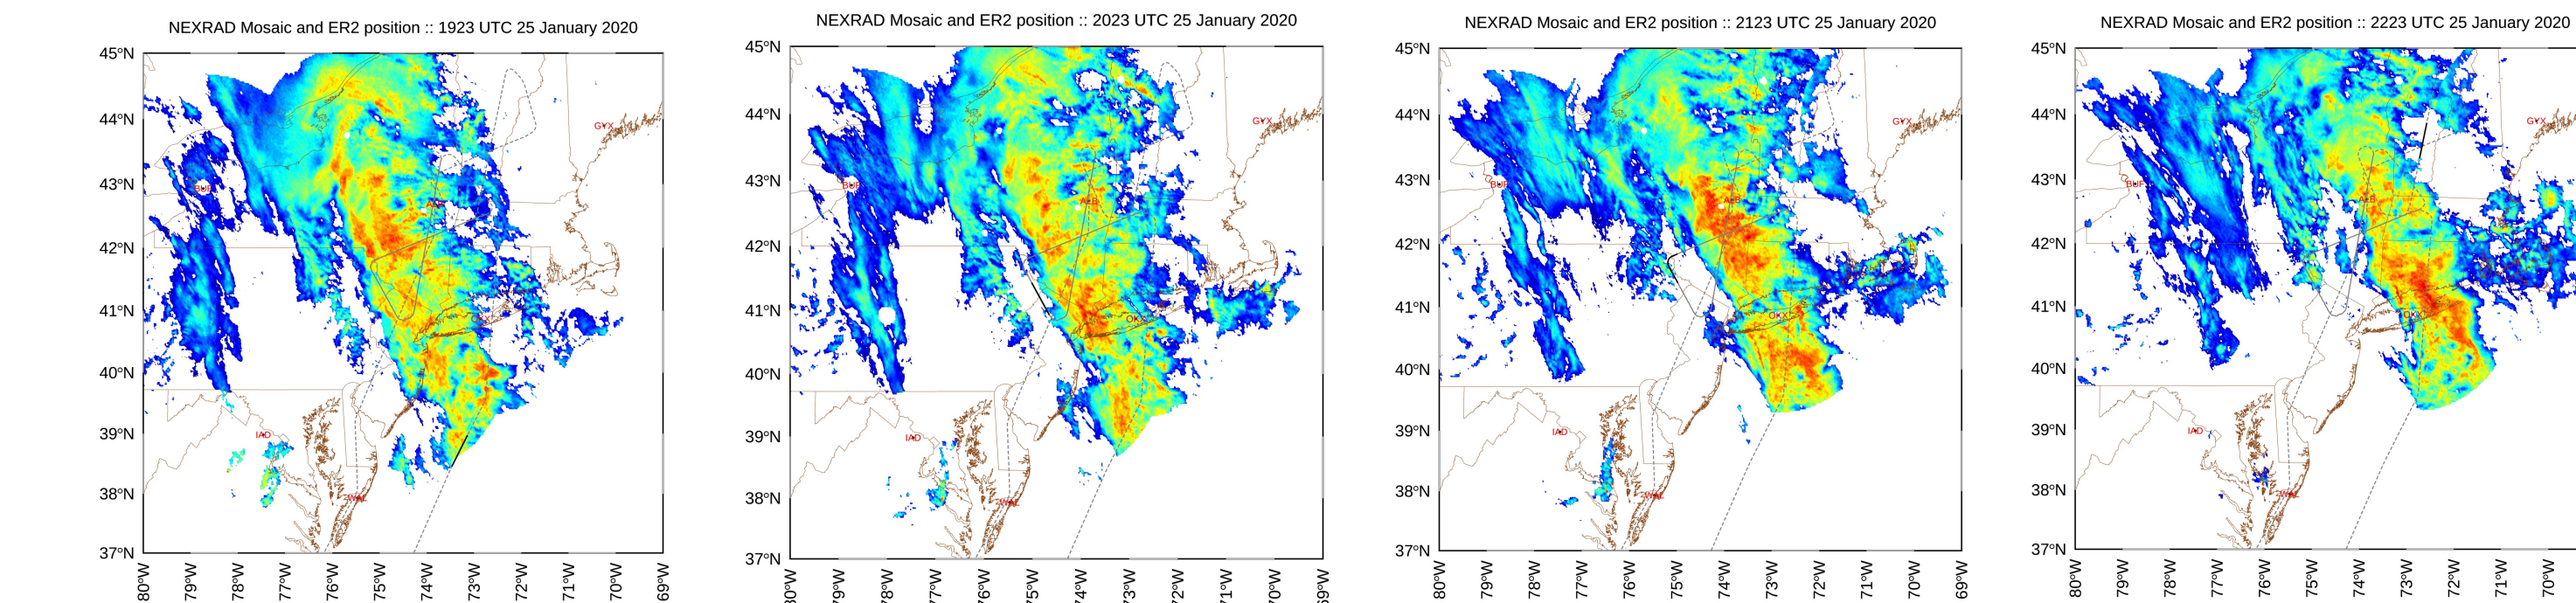 NEXRAD Mosaic and ER2 position :: 1923 UTC 25 January 2020
45°N
44°N
43°N
42°N
41°N
40°N
39°N
38°N
37°N
80°W
79°W
78°W
77°W
76°W
75°W
74°W
73°W
72°W
71°W
70°W
69°W
GYX
BUF
ALB
OKX
IAD
WAL
NEXRAD Mosaic and ER2 position :: 2023 UTC 25 January 2020
45°N
44°N
43°N
42°N
41°N
40°N
39°N
38°N
37°N
80°W
79°W
78°W
77°W
76°W
75°W
74°W
73°W
72°W
71°W
70°W
69°W
GYX
BUF
ALB
OKX
IAD
WAL
NEXRAD Mosaic and ER2 position :: 2123 UTC 25 January 2020
45°N
44°N
43°N
42°N
41°N
40°N
39°N
38°N
37°N
80°W
79°W
78°W
77°W
76°W
75°W
74°W
73°W
72°W
71°W
70°W
69°W
GYX
BUF
ALB
OKX
IAD
WAL
NEXRAD Mosaic and ER2 position :: 2223 UTC 25 January 2020
45°N
44°N
43°N
42°N
41°N
40°N
39°N
38°N
37°N
80°W
79°W
78°W
77°W
76°W
75°W
74°W
73°W
72°W
71°W
70°W
GYX
BUF
ALB
OKX
IAD
WAL